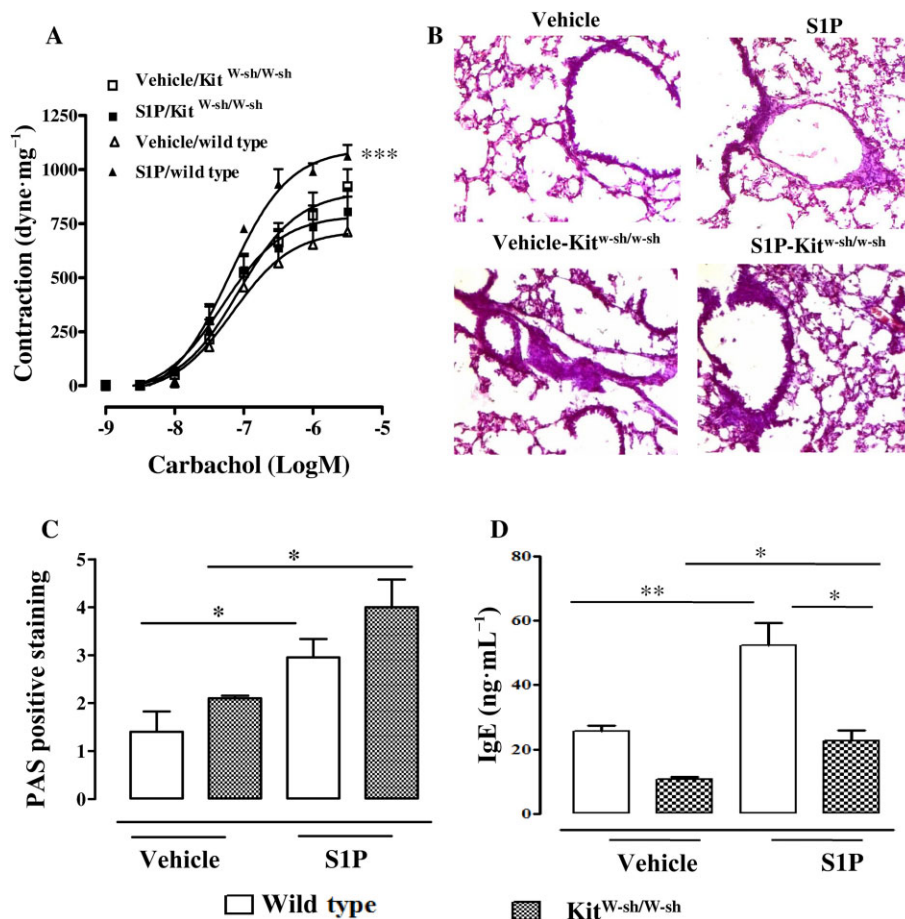 A
Vehicle/Kit W-sh/W-sh
S1P/Kit W-sh/W-sh
Vehicle/wild type
S1P/wild type
***
1250
1000
750
500
250
0
Contraction (dyne·mg−1)
-9 -8 -7 -6 -5
Carbachol (LogM)
B
Vehicle S1P
Vehicle-Kitw-sh/w-sh S1P-Kitw-sh/w-sh
C
5
4
3
2
1
0
PAS positive staining
*
*
Vehicle S1P
D
80
60
40
20
0
IgE (ng·mL−1)
*
** *
Vehicle S1P
Wild type KitW-sh/W-sh